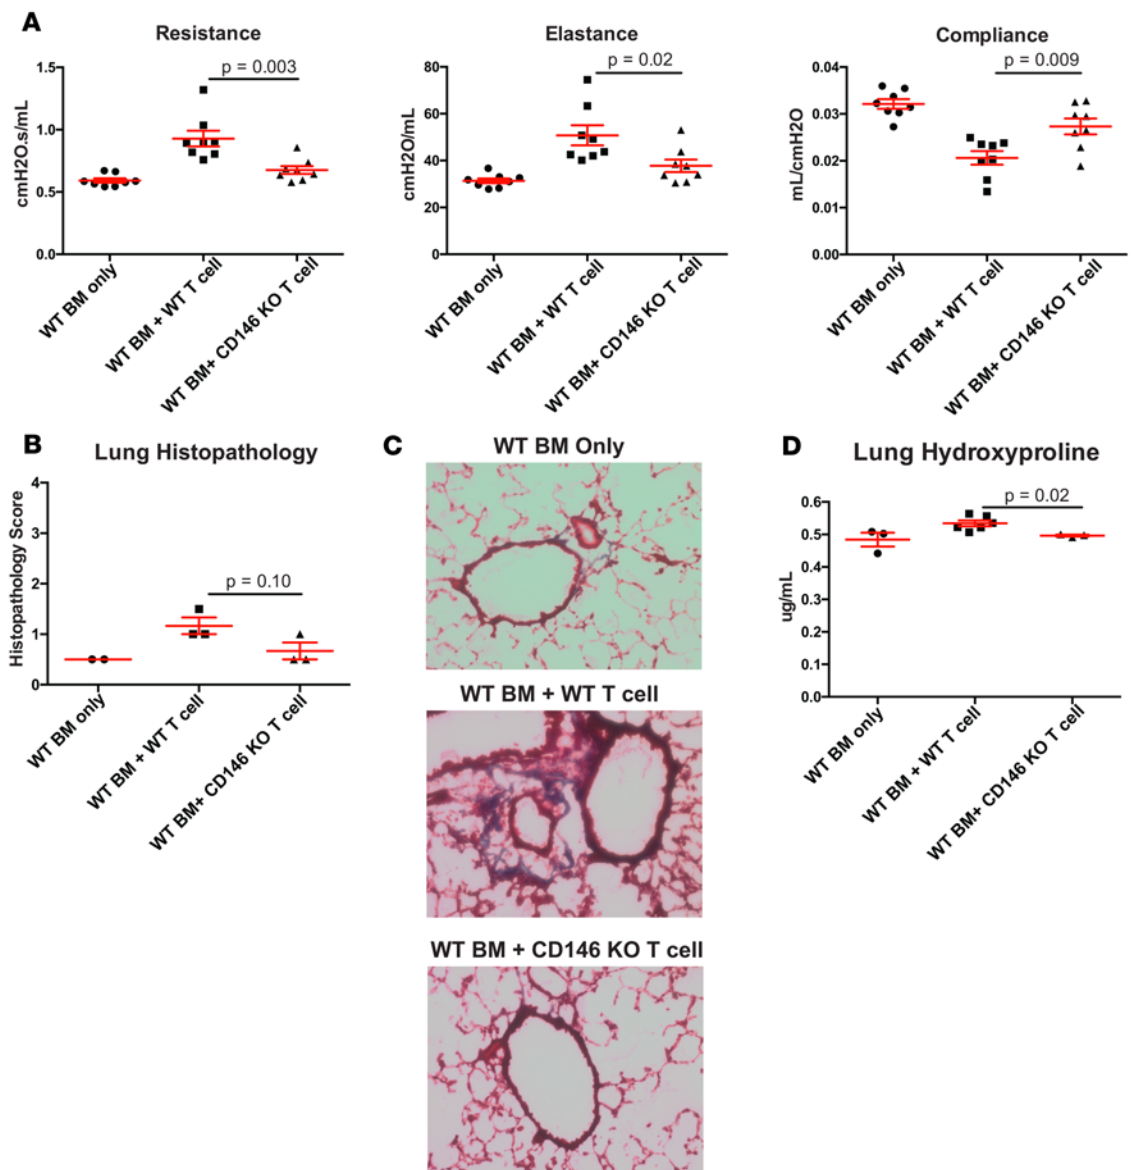 A
Resistance
cmH2O.s/mL
1.5
1.0
0.5
0.0
p = 0.003
WT BM only
WT BM + WT T cell
WT BM+ CD146 KO T cell
Elastance
cmH2O/mL
80
60
40
20
0
p = 0.02
WT BM only
WT BM + WT T cell
WT BM+ CD146 KO T cell
Compliance
mL/cmH2O
0.04
0.03
0.02
0.01
0.00
p = 0.009
WT BM only
WT BM + WT T cell
WT BM+ CD146 KO T cell
B
Lung Histopathology
Histopathology Score
4
3
2
1
0
p = 0.10
WT BM only
WT BM + WT T cell
WT BM+ CD146 KO T cell
C
WT BM Only
WT BM + WT T cell
WT BM + CD146 KO T cell
D
Lung Hydroxyproline
ug/mL
0.6
0.5
0.4
0.3
0.2
0.1
0.0
p = 0.02
WT BM only
WT BM + WT T cell
WT BM+ CD146 KO T cell